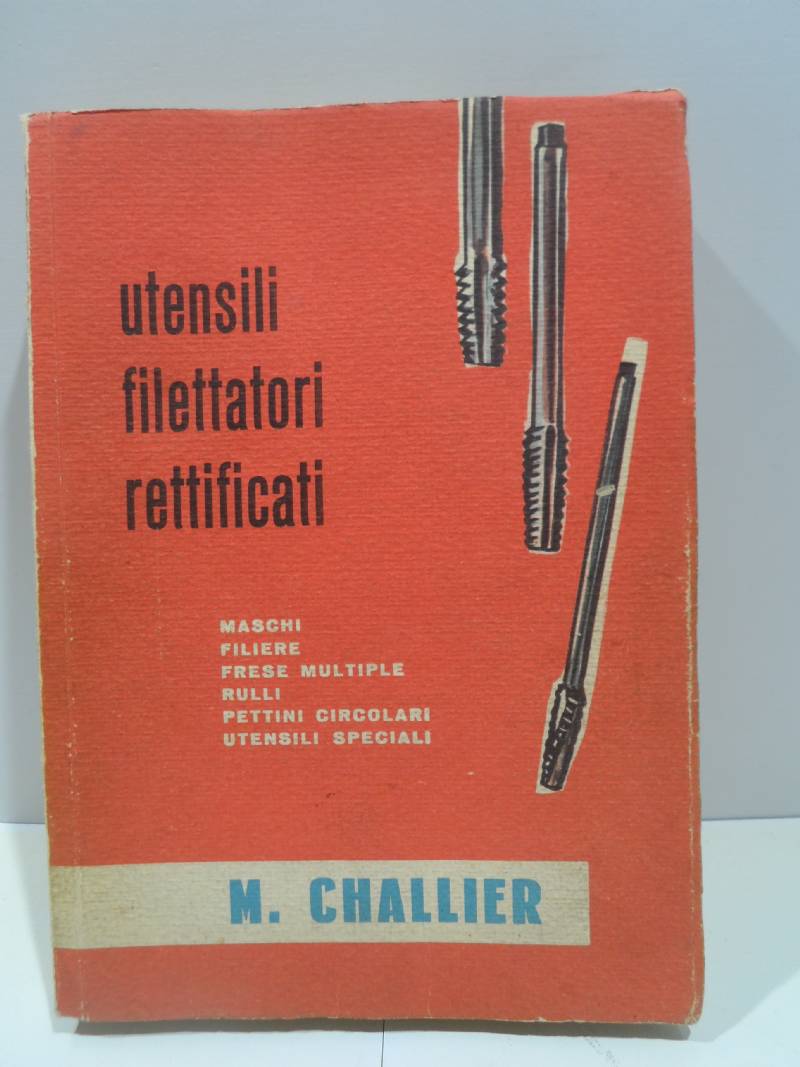 utensili
filettatori
rettificati
MASCHI
FILIERE
FRESE MULTIPLE
RULLI
PETTINI CIRCOLARI
UTENSILI SPECIALI
M. CHALLIER